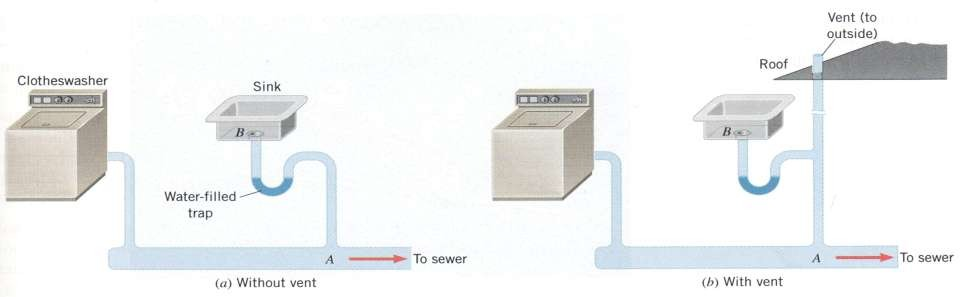 Clotheswasher
Sink
B
Water-filled
trap
A
To sewer
(a) Without vent
Vent (to
outside)
Roof
B
A
To sewer
(b) With vent